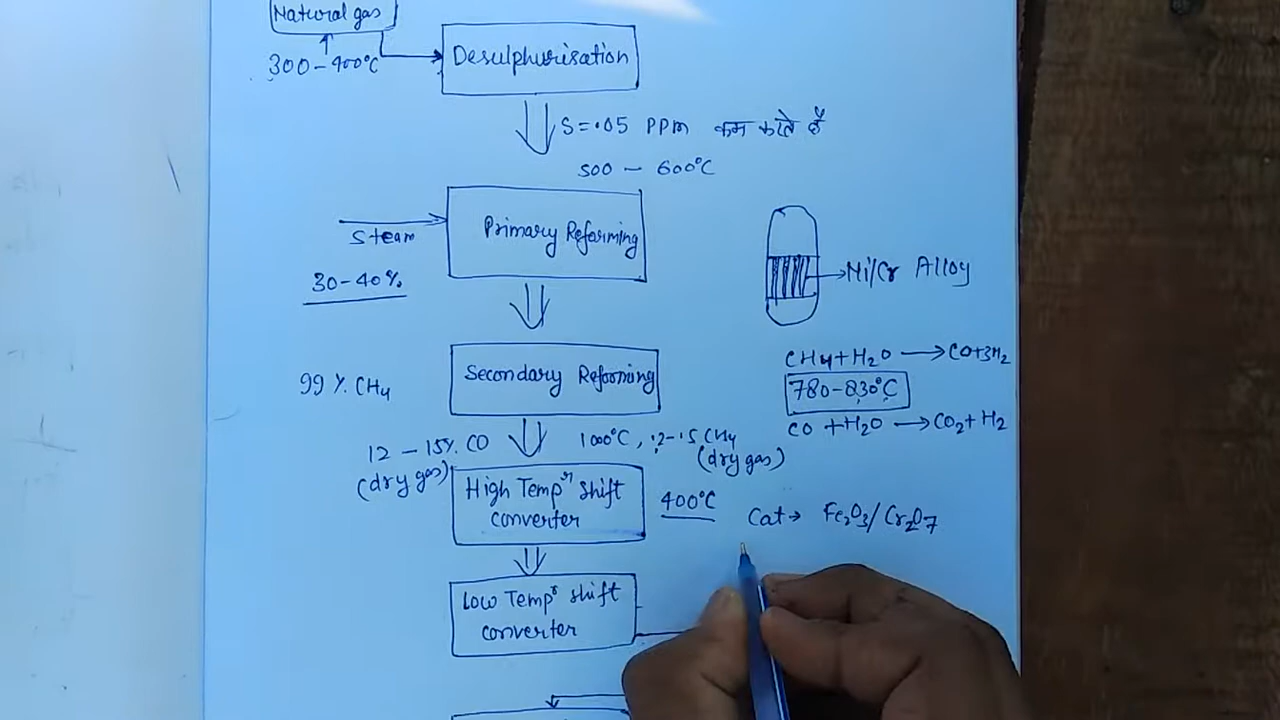 Natural gas
300-400°C
Desulphurisation
S=.05 PPm कम करते हैं
500 - 600°C
Steam
30-40%
Primary Reforming
Ni/Cr Alloy
99 % CH4
Secondary Reforming
CH4+H2O → CO+3H2
780-830°C
CO + H2O → CO2 + H2
12 - 15% CO
(dry gas)
1000°C, .2-.5 CH4
(dry gas)
High Tempr Shift
converter
400°C
Cat → Fe2O3/Cr2O7
Low Tempr Shift
converter